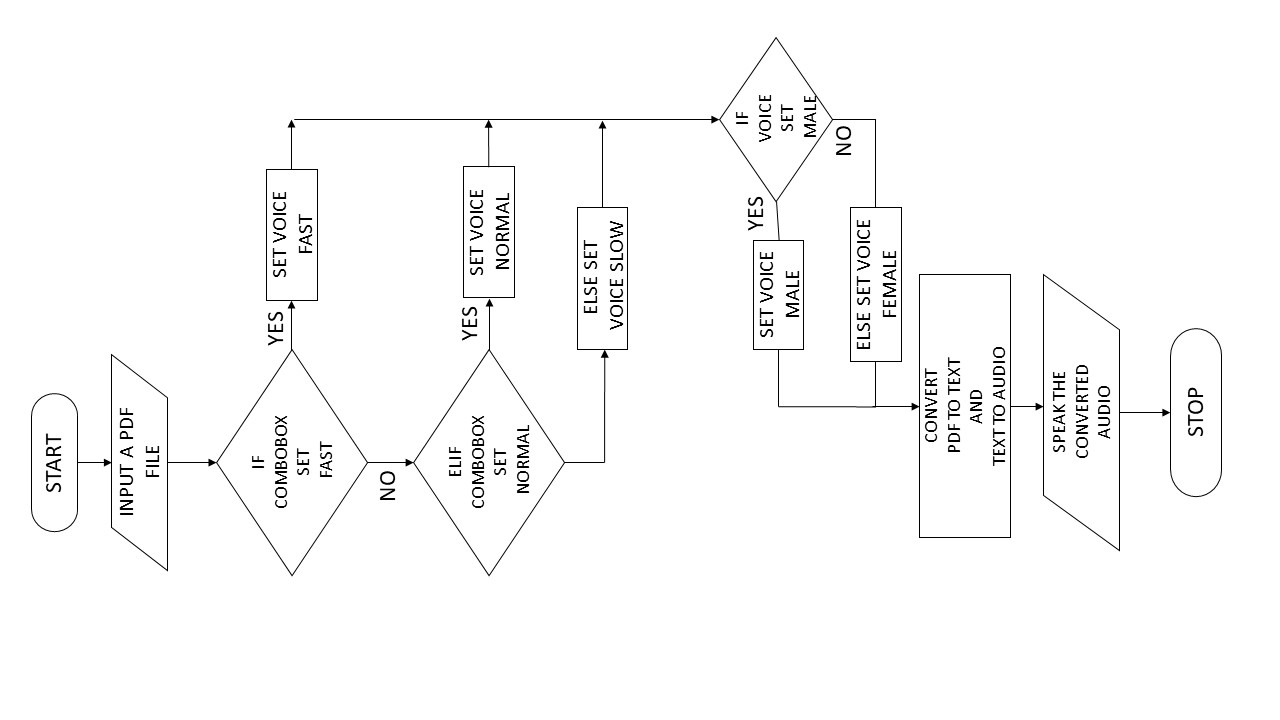 START
INPUT A PDF
FILE
IF
COMBOBOX
SET
FAST
YES
SET VOICE
FAST
NO
ELIF
COMBOBOX
SET
NORMAL
YES
SET VOICE
NORMAL
ELSE SET
VOICE SLOW
IF
VOICE
SET
MALE
YES
SET VOICE
MALE
NO
ELSE SET VOICE
FEMALE
CONVERT
PDF TO TEXT
AND
TEXT TO AUDIO
SPEAK THE
CONVERTED
AUDIO
STOP